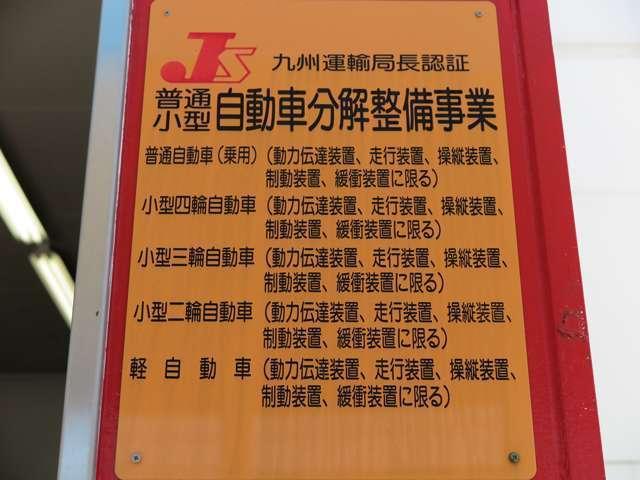 JS 九州運輸局長認証
普通
小型 自動車分解整備事業
普通自動車(乗用)(動力伝達装置、走行装置、操縦装置、
制動装置、緩衝装置に限る)
小型四輪自動車(動力伝達装置、走行装置、操縦装置、
制動装置、緩衝装置に限る)
小型三輪自動車(動力伝達装置、走行装置、操縦装置、
制動装置、緩衝装置に限る)
小型二輪自動車(動力伝達装置、走行装置、操縦装置、
制動装置、緩衝装置に限る)
軽自動車(動力伝達装置、走行装置、操縦装置、
制動装置、緩衝装置に限る)